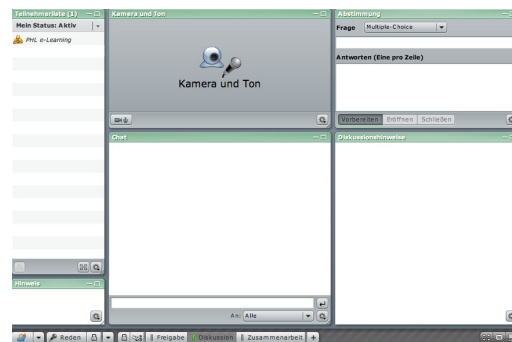 Teilnehmerliste (1)
Mein Status: Aktiv
PHL e-Learning
Hinweis
Kamera und Ton
Kamera und Ton
Chat
An: Alle
Abstimmung
Frage Multiple-Choice
Antworten (Eine pro Zeile)
Vorbereiten Eröffnen Schließen
Diskussionshinweise
Reden Freigabe Diskussion Zusammenarbeit +